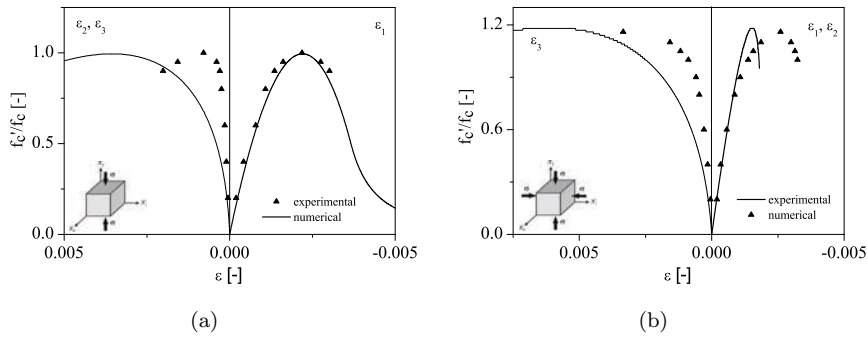 ε2, ε3
ε1
1.0
0.5
0.0
fc'/fc [-]
experimental
numerical
0.005
0.000
-0.005
ε [-]
(a)
ε3
ε1, ε2
1.2
0.6
0.0
fc'/fc [-]
experimental
numerical
0.005
0.000
-0.005
ε [-]
(b)